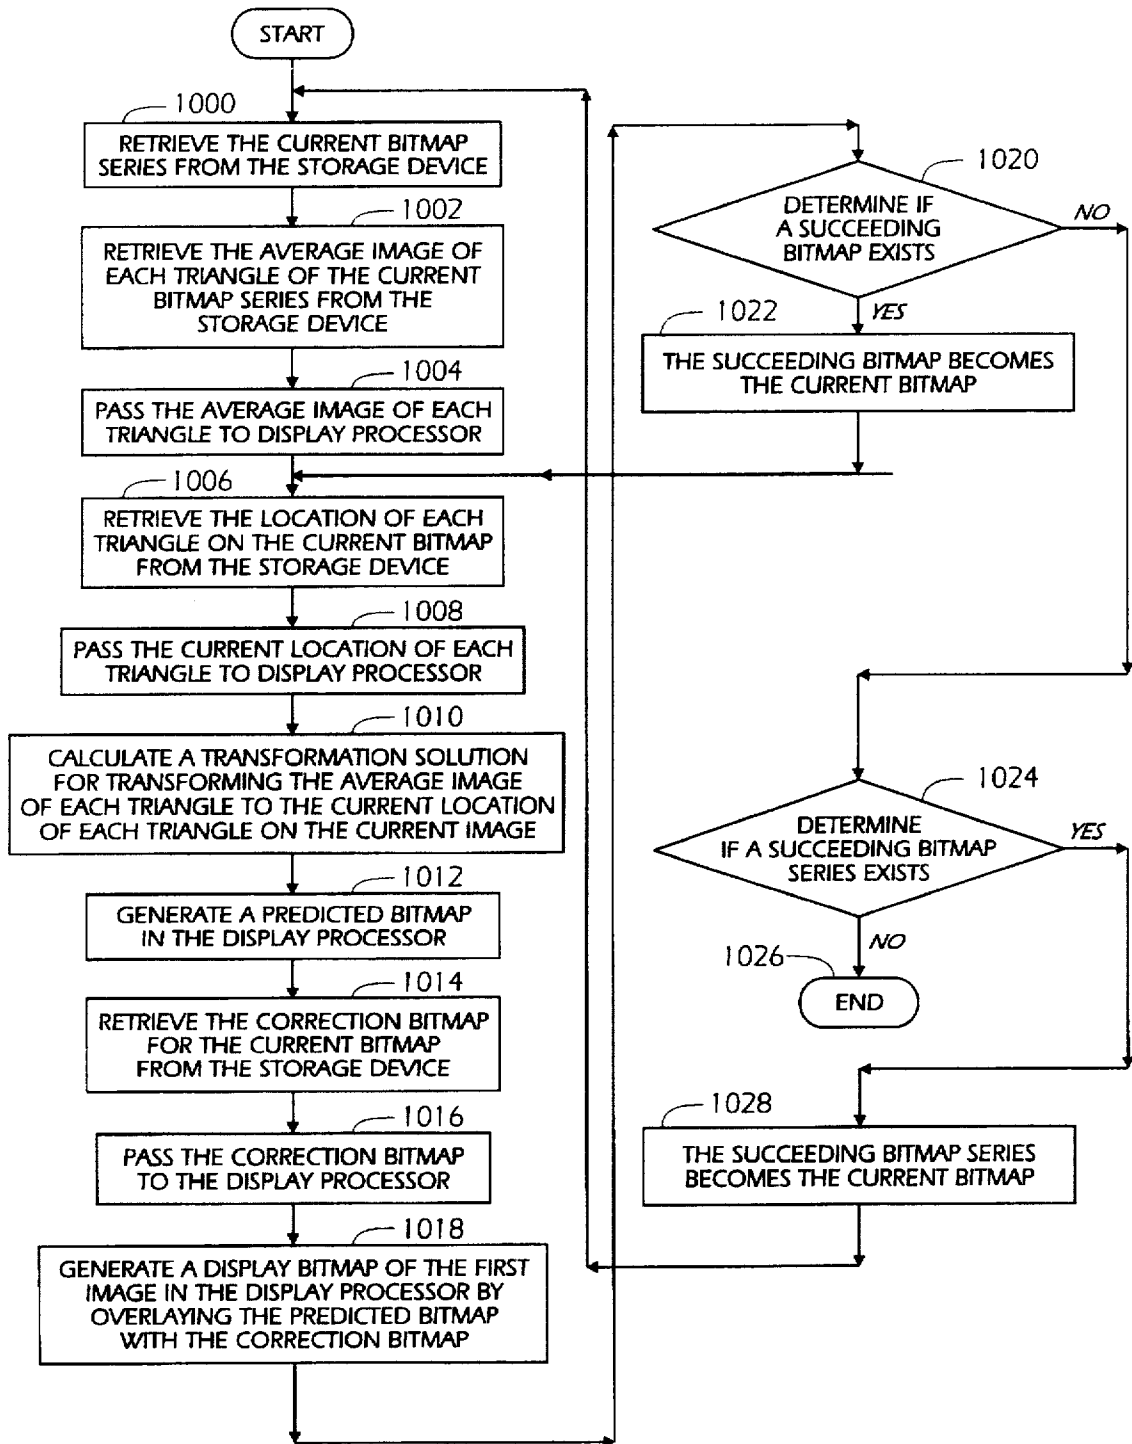 START
1000
RETRIEVE THE CURRENT BITMAP
SERIES FROM THE STORAGE DEVICE
1002
RETRIEVE THE AVERAGE IMAGE OF
EACH TRIANGLE OF THE CURRENT
BITMAP SERIES FROM THE
STORAGE DEVICE
1004
PASS THE AVERAGE IMAGE OF EACH
TRIANGLE TO DISPLAY PROCESSOR
1006
RETRIEVE THE LOCATION OF EACH
TRIANGLE ON THE CURRENT BITMAP
FROM THE STORAGE DEVICE
1008
PASS THE CURRENT LOCATION OF EACH
TRIANGLE TO DISPLAY PROCESSOR
1010
CALCULATE A TRANSFORMATION SOLUTION
FOR TRANSFORMING THE AVERAGE IMAGE
OF EACH TRIANGLE TO THE CURRENT LOCATION
OF EACH TRIANGLE ON THE CURRENT IMAGE
1012
GENERATE A PREDICTED BITMAP
IN THE DISPLAY PROCESSOR
1014
RETRIEVE THE CORRECTION BITMAP
FOR THE CURRENT BITMAP
FROM THE STORAGE DEVICE
1016
PASS THE CORRECTION BITMAP
TO THE DISPLAY PROCESSOR
1018
GENERATE A DISPLAY BITMAP OF THE FIRST
IMAGE IN THE DISPLAY PROCESSOR BY
OVERLAYING THE PREDICTED BITMAP
WITH THE CORRECTION BITMAP
1020
DETERMINE IF
A SUCCEEDING
BITMAP EXISTS
NO
YES
1022
THE SUCCEEDING BITMAP BECOMES
THE CURRENT BITMAP
1024
DETERMINE
IF A SUCCEEDING BITMAP
SERIES EXISTS
YES
NO
1026
END
1028
THE SUCCEEDING BITMAP SERIES
BECOMES THE CURRENT BITMAP